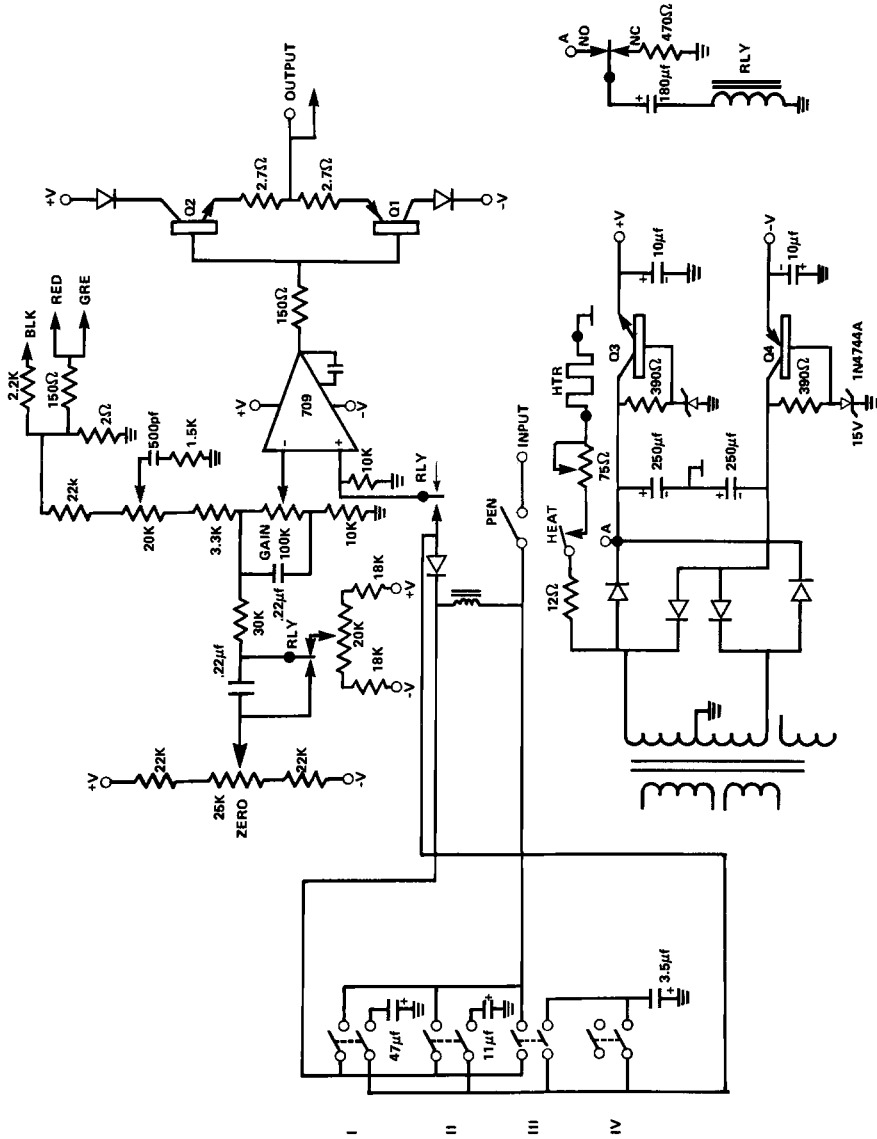 +V
22K
25K
ZERO
22K
-V
.22µf
30K
RLY
18K
20K
18K
-V
+V
22k
20K
500pf
1.5K
3.3K
GAIN
100K
.22µf
10K
2.2K
BLK
150Ω
RED
GRE
2Ω
709
-
+
+V
-V
10K
RLY
150Ω
+V
Q2
2.7Ω
2.7Ω
OUTPUT
Q1
-V
PEN
INPUT
I
II
III
IV
47µf
+
11µf
+
3.5µf
+
12Ω
HEAT
75Ω
HTR
A
250µf
+
-
250µf
+
-
390Ω
Q3
+V
10µf
+
-
390Ω
Q4
-V
10µf
-
+
15V
1N4744A
A
NO
NC
470Ω
180µf
+
RLY